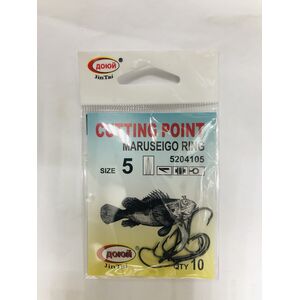 ДОЮЙ
JinTai
CUTTING POINT
MARUSEIGO RING
5204105
SIZE 5
ДОЮЙ
JinTai
QTY 10